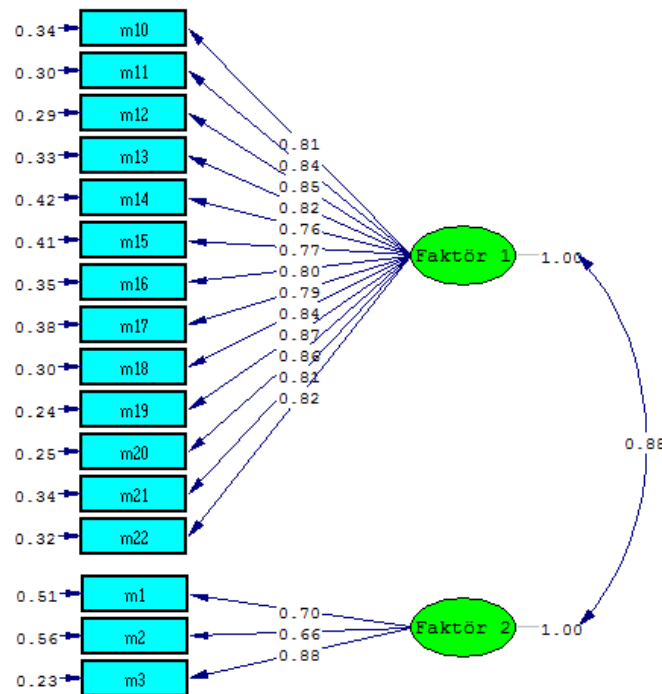 0.34 m10
0.30 m11
0.29 m12
0.33 m13
0.42 m14
0.41 m15
0.35 m16
0.38 m17
0.30 m18
0.24 m19
0.25 m20
0.34 m21
0.32 m22
0.81
0.84
0.85
0.82
0.76
0.77
0.80
0.79
0.84
0.87
0.86
0.81
0.82
Faktör 1 1.00
0.88
0.51 m1
0.56 m2
0.23 m3
0.70
0.66
0.88
Faktör 2 1.00